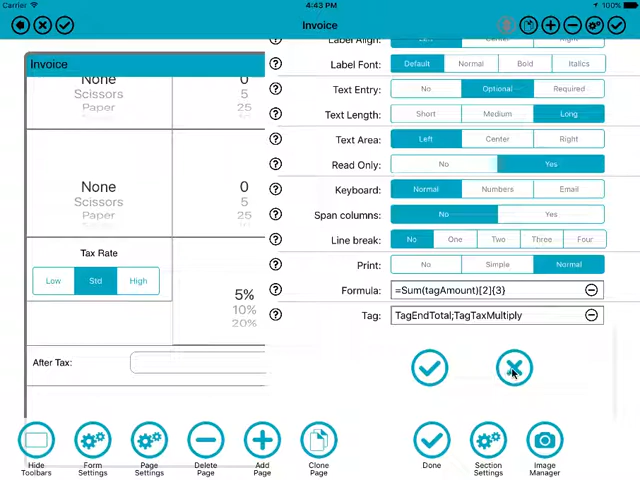 Carrier 4:43 PM 100%
Invoice
Invoice
None 0
Scissors 5
Paper 25
None 0
Scissors 5
Paper 25
Tax Rate
Low Std High
5%
10%
20%
After Tax:
Label Align: Left Center Right
Label Font: Default Normal Bold Italics
Text Entry: No Optional Required
Text Length: Short Medium Long
Text Area: Left Center Right
Read Only: No Yes
Keyboard: Normal Numbers Email
Span columns: No Yes
Line break: No One Two Three Four
Print: No Simple Normal
Formula: =Sum(tagAmount)[2]{3}
Tag: TagEndTotal;TagTaxMultiply
Hide Toolbars
Form Settings
Page Settings
Delete Page
Add Page
Clone Page
Done
Section Settings
Image Manager